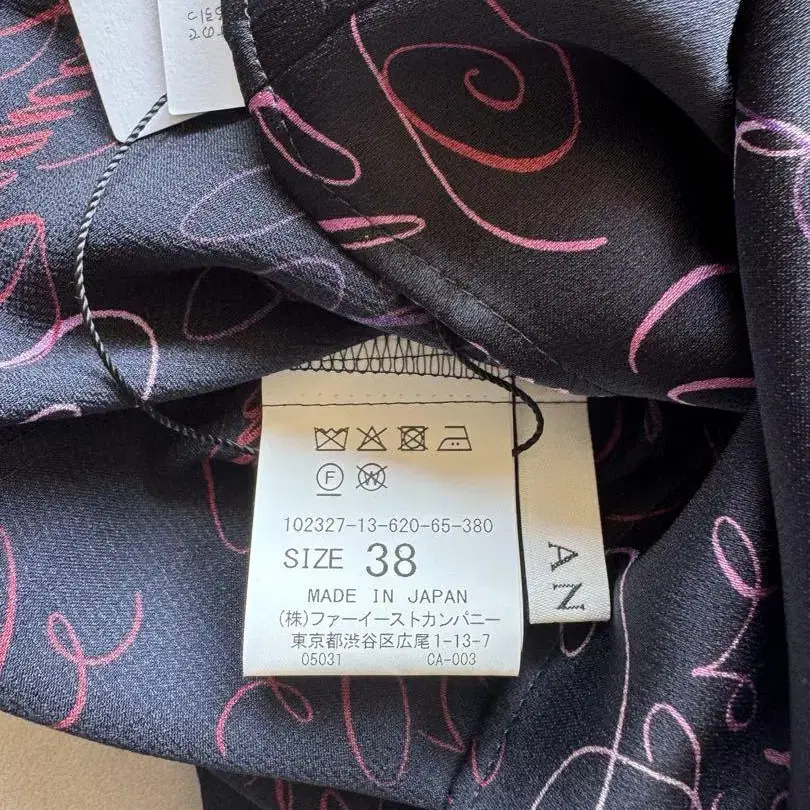 102327-13-620-65-380
SIZE 38
MADE IN JAPAN
(株)ファーイーストカンパニー
東京都渋谷区広尾1-13-7
05031 CA-003
F
W
AN